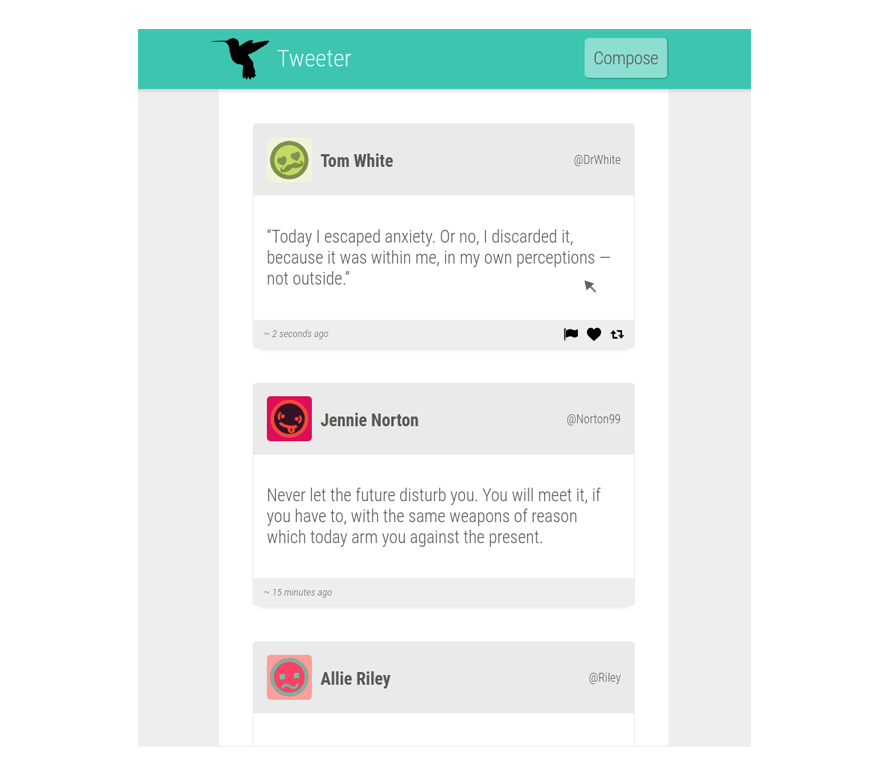 Tweeter
Compose
Tom White
@DrWhite
“Today I escaped anxiety. Or no, I discarded it,
because it was within me, in my own perceptions —
not outside.”
~ 2 seconds ago
Jennie Norton
@Norton99
Never let the future disturb you. You will meet it, if
you have to, with the same weapons of reason
which today arm you against the present.
~ 15 minutes ago
Allie Riley
@Riley